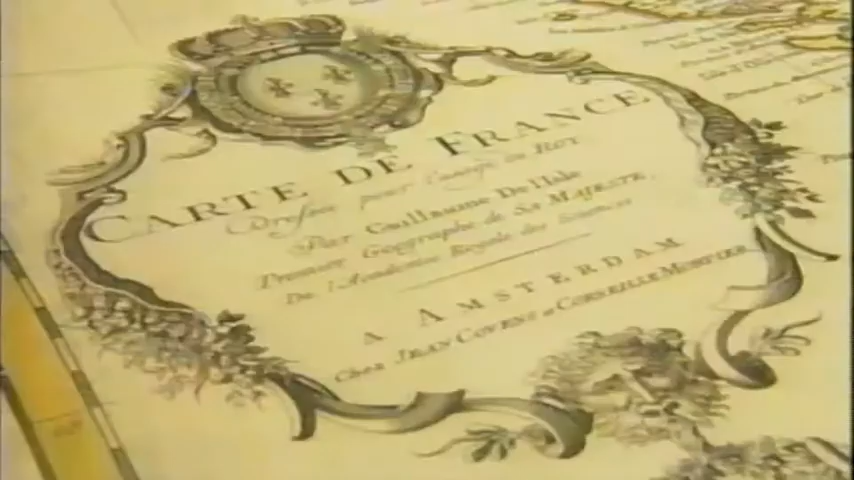 CARTE DE FRANCE
Dressée pour l'usage du ROY
Par Guillaume Del'Isle
Premier Geographe de SA MAJESTE,
De l'Academie Royale des Sciences
A AMSTERDAM
Chez JEAN COVENS et CORNEILLE MORTIER